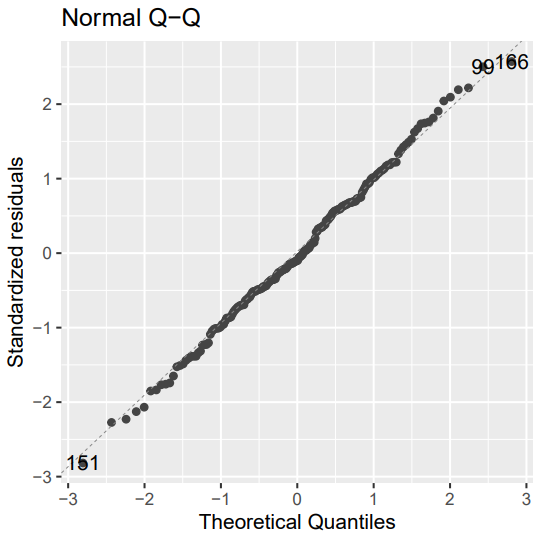 Normal Q−Q
99 166
2
1
0
−1
−2
−3
151
−3 −2 −1 0 1 2 3
Theoretical Quantiles
Standardized residuals